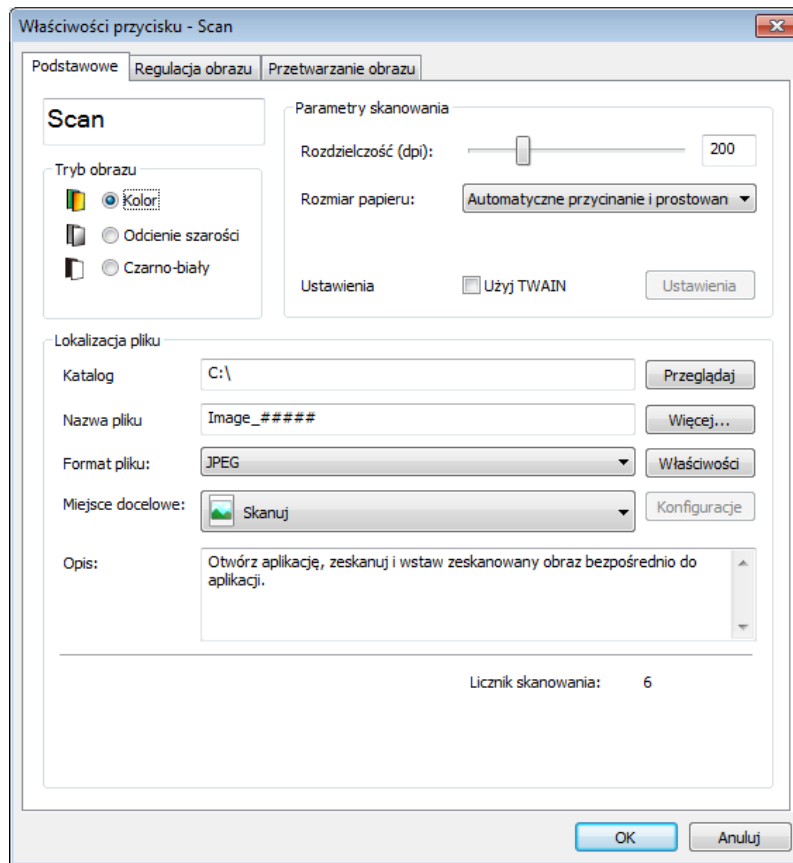 Właściwości przycisku - Scan
Podstawowe Regulacja obrazu Przetwarzanie obrazu
Scan
Tryb obrazu
Kolor
Odcienie szarości
Czarno-biały
Parametry skanowania
Rozdzielczość (dpi): 200
Rozmiar papieru: Automatyczne przycinanie i prostowan
Ustawienia Użyj TWAIN Ustawienia
Lokalizacja pliku
Katalog C:\ Przeglądaj
Nazwa pliku Image_##### Więcej...
Format pliku: JPEG Właściwości
Miejsce docelowe: Skanuj Konfiguracje
Opis: Otwórz aplikację, zeskanuj i wstaw zeskanowany obraz bezpośrednio do
aplikacji.
Licznik skanowania: 6
OK Anuluj